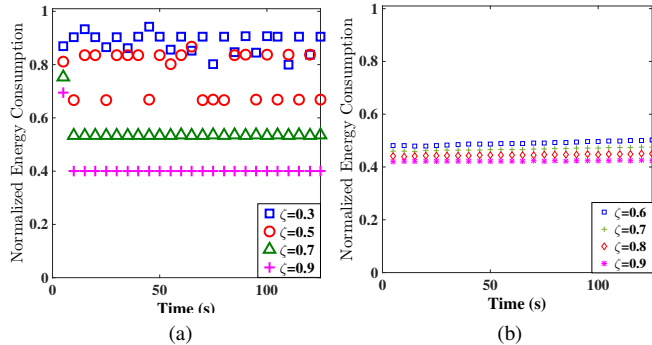 Normalized Energy Consumption
1
0.8
0.6
0.4
0.2
0
0
50
100
Time (s)
ζ=0.3
ζ=0.5
ζ=0.7
ζ=0.9
(a)
Normalized Energy Consumption
1
0.8
0.6
0.4
0.2
0
0
50
100
Time (s)
ζ=0.6
ζ=0.7
ζ=0.8
ζ=0.9
(b)